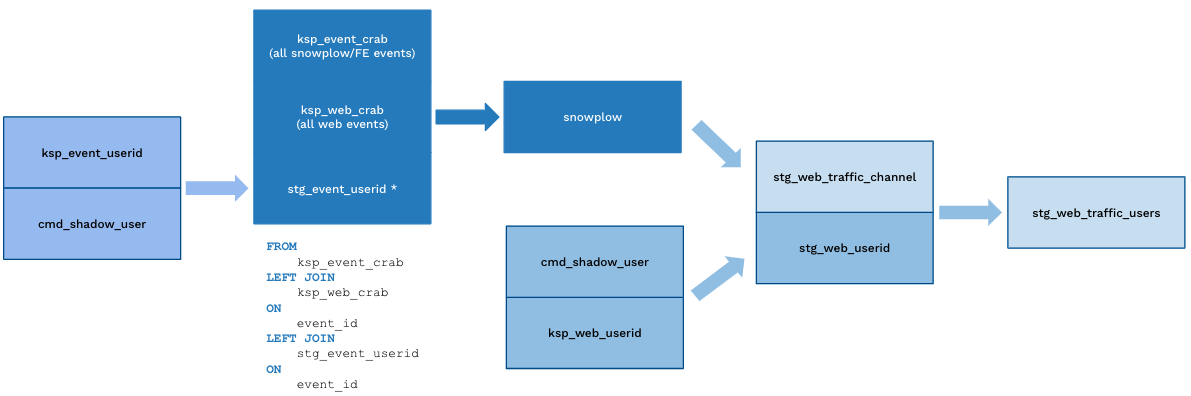 ksp_event_userid
cmd_shadow_user
ksp_event_crab
(all snowplow/FE events)
ksp_web_crab
(all web events)
stg_event_userid *
FROM
ksp_event_crab
LEFT JOIN
ksp_web_crab
ON
event_id
LEFT JOIN
stg_event_userid
ON
event_id
snowplow
cmd_shadow_user
ksp_web_userid
stg_web_traffic_channel
stg_web_userid
stg_web_traffic_users